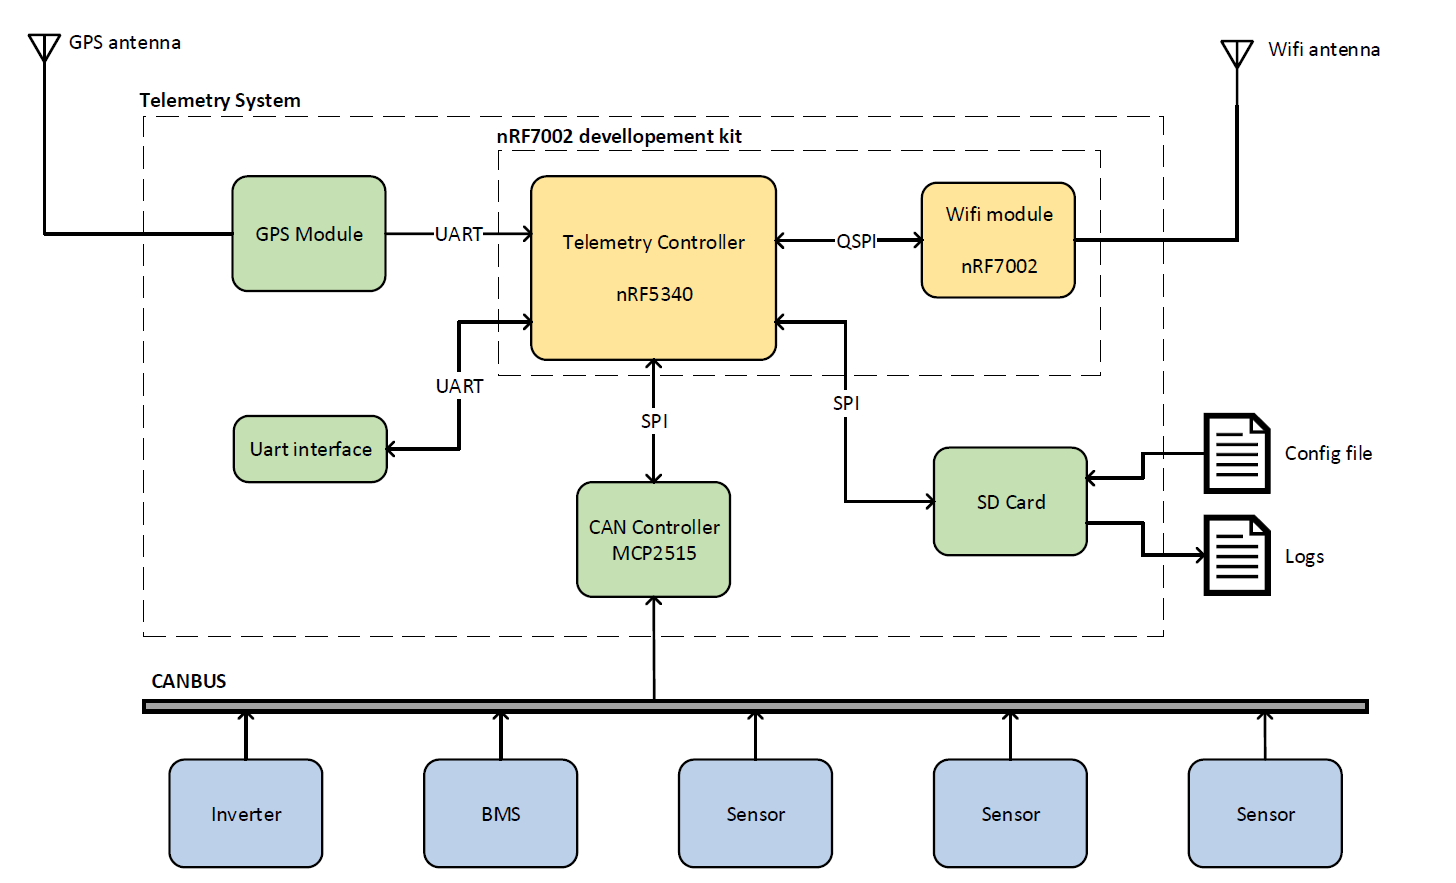 GPS antenna
Wifi antenna
Telemetry System
nRF7002 devellopement kit
GPS Module
UART
Telemetry Controller
nRF5340
QSPI
Wifi module
nRF7002
UART
SPI
SPI
Uart interface
CAN Controller
MCP2515
SD Card
Config file
Logs
CANBUS
Inverter
BMS
Sensor
Sensor
Sensor